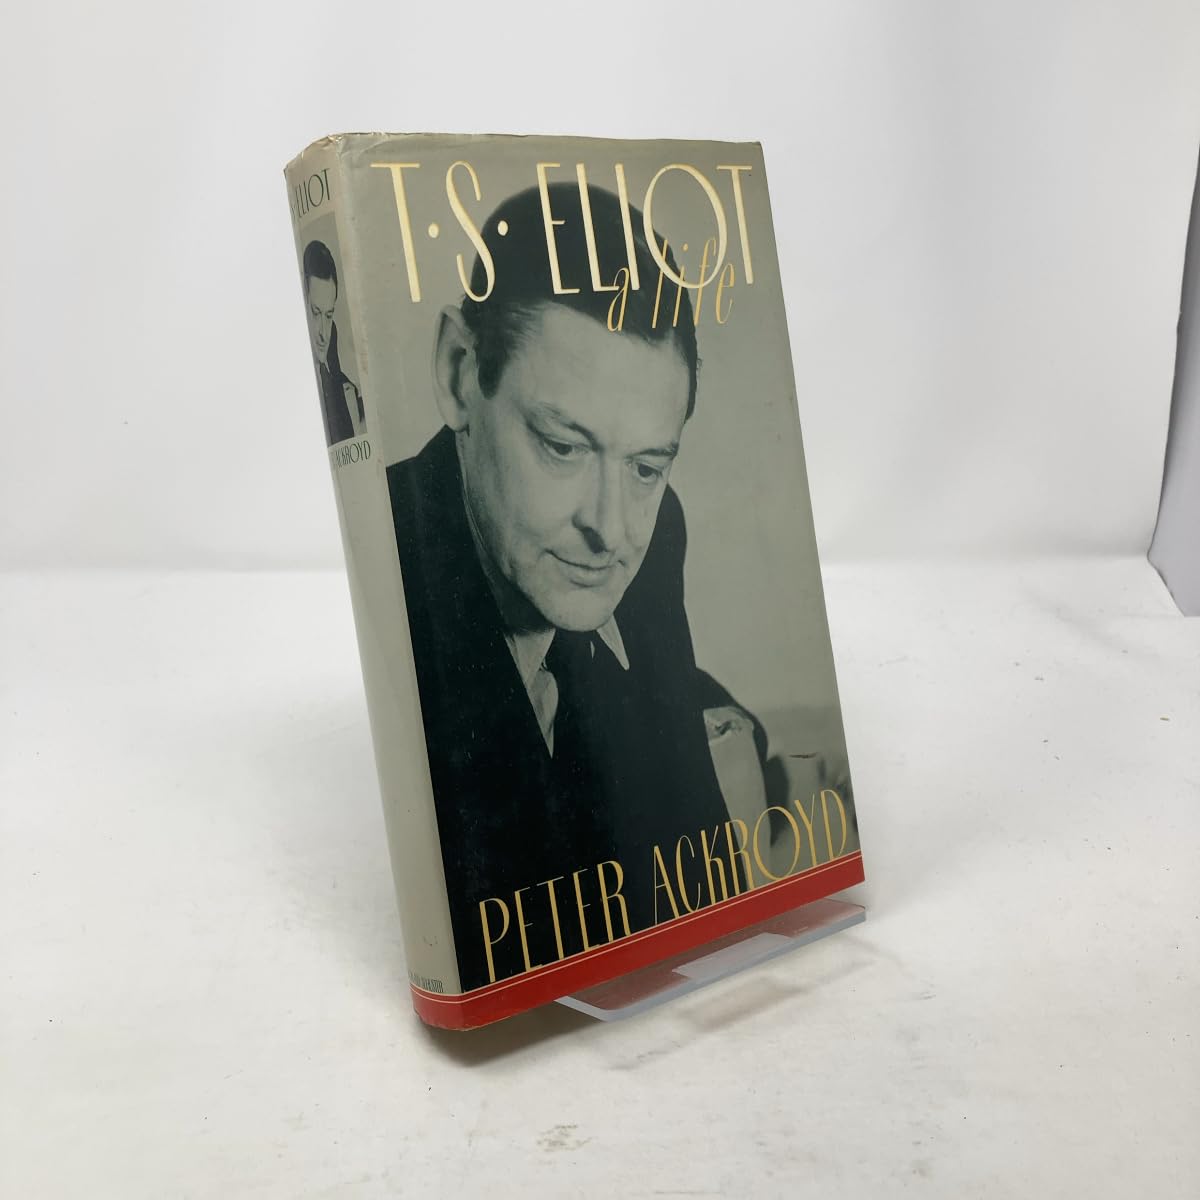 T·S·ELIOT
a life
PETER ACKROYD
S·ELIOT
ACKROYD